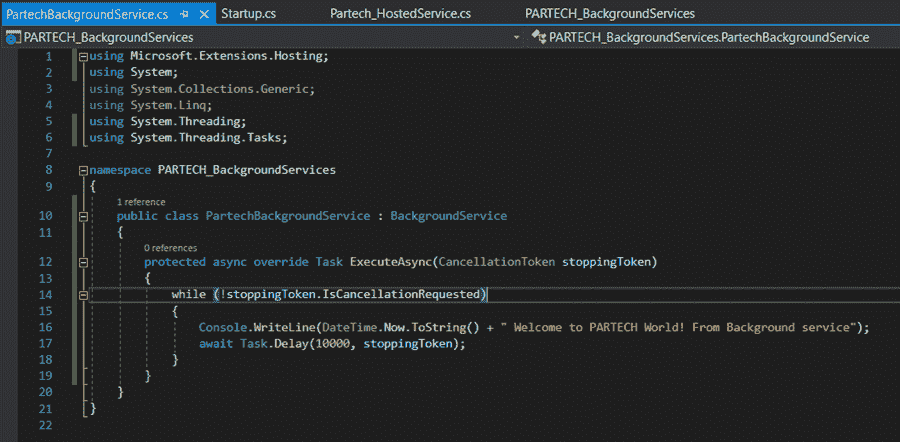 PartechBackgroundService.cs Startup.cs Partech_HostedService.cs PARTECH_BackgroundServices
PARTECH_BackgroundServices PARTECH_BackgroundServices.PartechBackgroundService
1 using Microsoft.Extensions.Hosting;
2 using System;
3 using System.Collections.Generic;
4 using System.Linq;
5 using System.Threading;
6 using System.Threading.Tasks;
7
8 namespace PARTECH_BackgroundServices
9 {
1 reference
10 public class PartechBackgroundService : BackgroundService
11 {
0 references
12 protected async override Task ExecuteAsync(CancellationToken stoppingToken)
13 {
14 while (!stoppingToken.IsCancellationRequested)
15 {
16 Console.WriteLine(DateTime.Now.ToString() + " Welcome to PARTECH World! From Background service");
17 await Task.Delay(10000, stoppingToken);
18 }
19 }
20 }
21 }
22